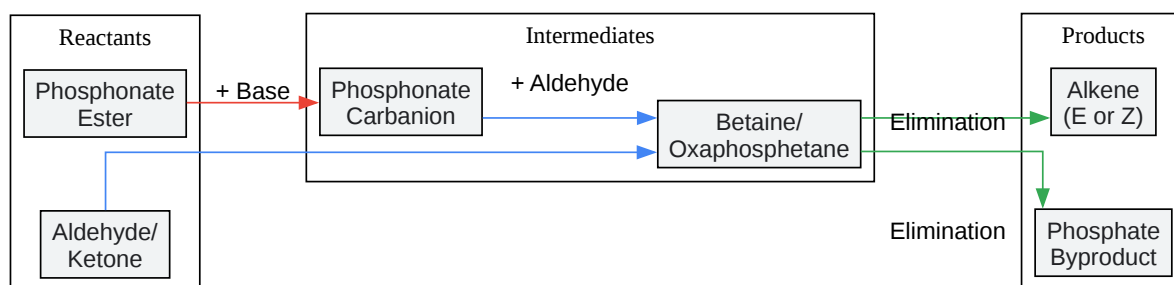 Reactants
Intermediates
Products
Phosphonate
Ester
+ Base
Phosphonate
Carbanion
+ Aldehyde
Betaine/
Oxaphosphetane
Elimination
Alkene
(E or Z)
Aldehyde/
Ketone
Elimination
Phosphate
Byproduct